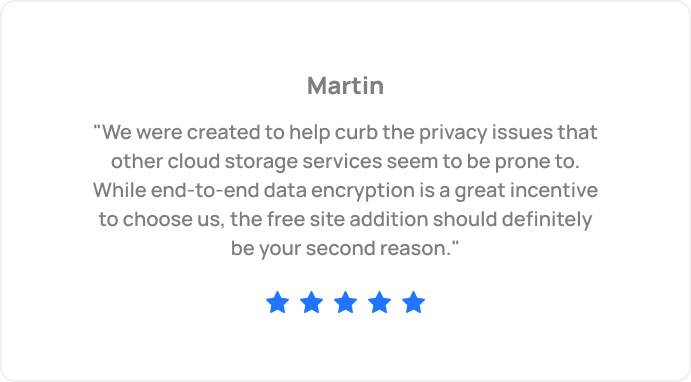 Martin
"We were created to help curb the privacy issues that
other cloud storage services seem to be prone to.
While end-to-end data encryption is a great incentive
to choose us, the free site addition should definitely
be your second reason."